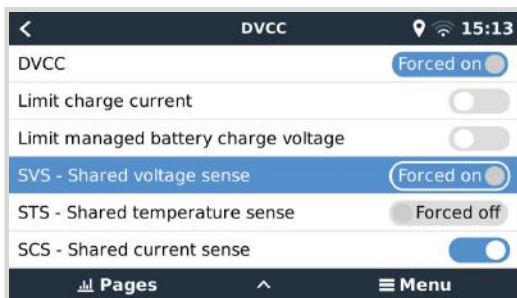 DVCC 15:13
DVCC Forced on
Limit charge current
Limit managed battery charge voltage
SVS - Shared voltage sense Forced on
STS - Shared temperature sense Forced off
SCS - Shared current sense
Pages Menu